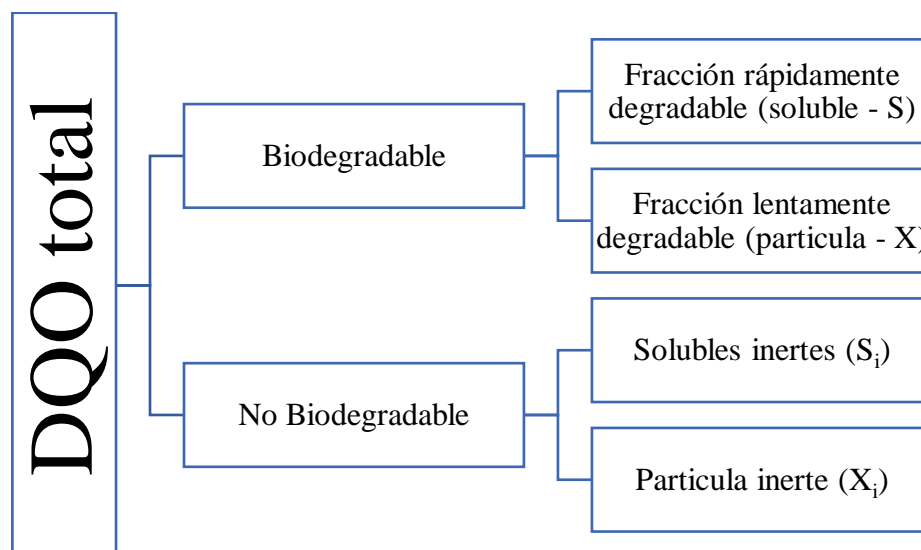 DQO total
Biodegradable
Fracción rápidamente
degradable (soluble - S)
Fracción lentamente
degradable (particula - X)
No Biodegradable
Solubles inertes (Sᵢ)
Particula inerte (Xᵢ)